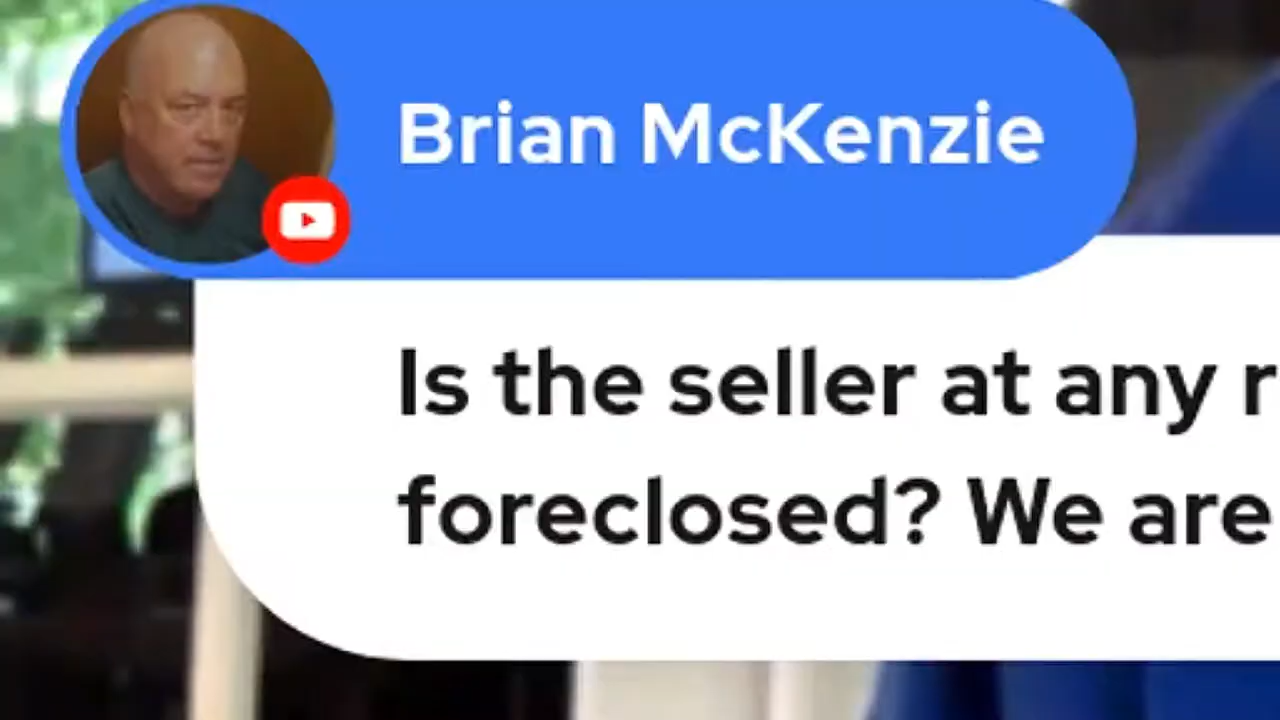 Brian McKenzie
Is the seller at any
foreclosed? We are